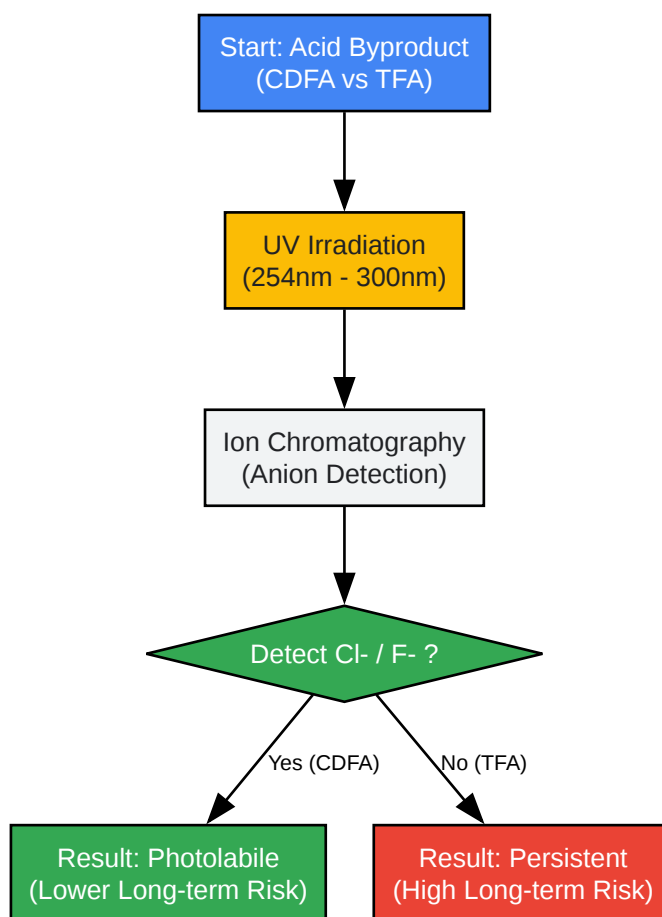 Start: Acid Byproduct
(CDFA vs TFA)
UV Irradiation
(254nm - 300nm)
Ion Chromatography
(Anion Detection)
Detect Cl- / F- ?
Yes (CDFA)
No (TFA)
Result: Photolabile
(Lower Long-term Risk)
Result: Persistent
(High Long-term Risk)